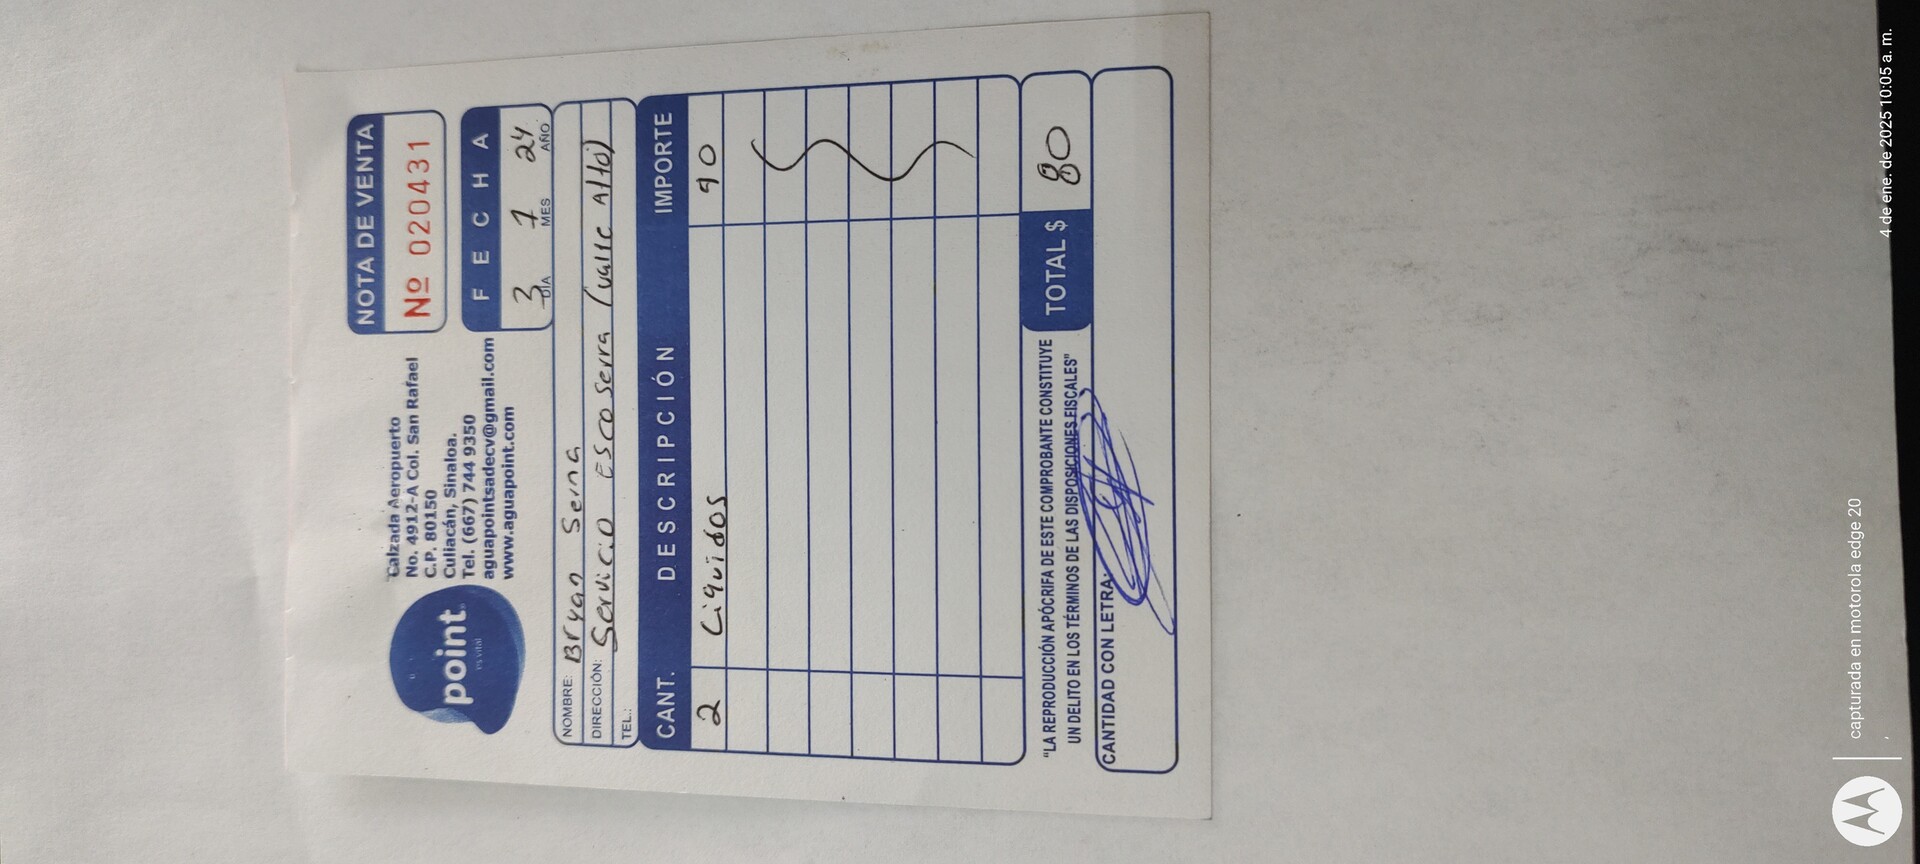 point
es vital
Calzada Aeropuerto
No. 4912-A Col. San Rafael
C.P. 80150
Culiacán, Sinaloa.
Tel. (667) 744 9350
aguapointsadecv@gmail.com
www.aguapoint.com
NOTA DE VENTA
Nº 020431
FECHA
3 1 24
DÍA MES AÑO
NOMBRE: Bryan Serna
DIRECCIÓN: Servicio Escoserra (valle Alto)
TEL.:
CANT. DESCRIPCIÓN IMPORTE
2 Liquidos 90
"LA REPRODUCCIÓN APÓCRIFA DE ESTE COMPROBANTE CONSTITUYE
UN DELITO EN LOS TÉRMINOS DE LAS DISPOSICIONES FISCALES"
TOTAL $ 80
CANTIDAD CON LETRA:
capturada en motorola edge 20
4 de ene. de 2025 10:05 a. m.